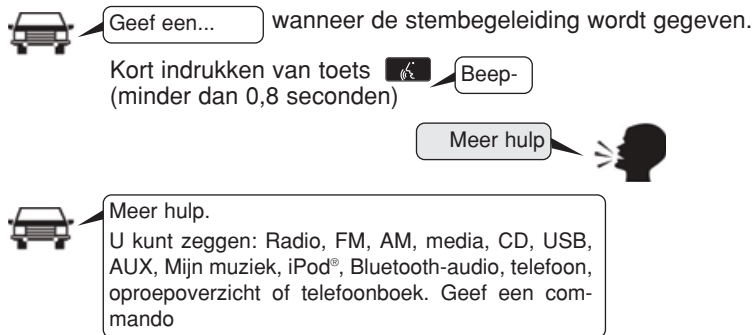 Geef een... wanneer de stembegeleiding wordt gegeven.
Kort indrukken van toets Beep-
(minder dan 0,8 seconden)
Meer hulp
Meer hulp.
U kunt zeggen: Radio, FM, AM, media, CD, USB,
AUX, Mijn muziek, iPod®, Bluetooth-audio, telefoon,
oproepoverzicht of telefoonboek. Geef een com-
mando